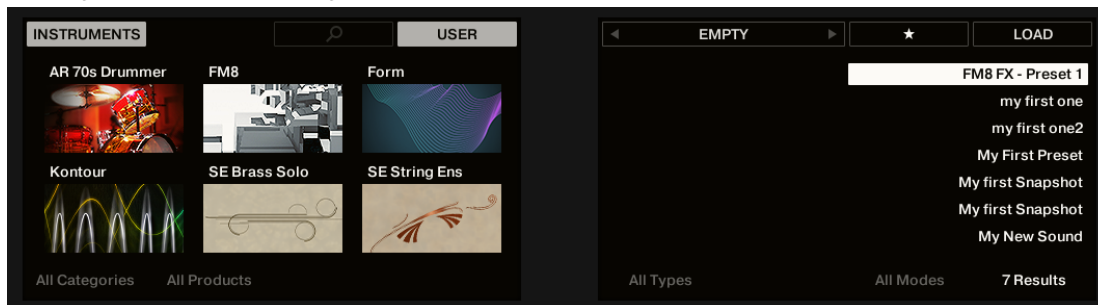 INSTRUMENTS USER
AR 70s Drummer FM8 Form
Kontour SE Brass Solo SE String Ens
All Categories All Products
EMPTY ★ LOAD
FM8 FX - Preset 1
my first one
my first one2
My First Preset
My first Snapshot
My first Snapshot
My New Sound
All Types All Modes 7 Results